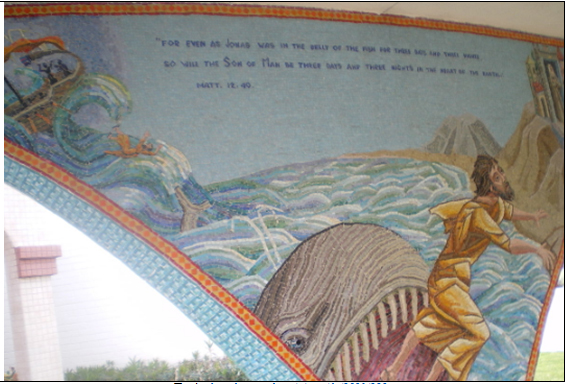 "FOR EVEN AS JONAS WAS IN THE BELLY OF THE FISH FOR THREE DAYS AND THREE NIGHTS
SO WILL THE SON OF MAN BE THREE DAYS AND THREE NIGHTS IN THE HEART OF THE EARTH."
MATT. 12. 40.